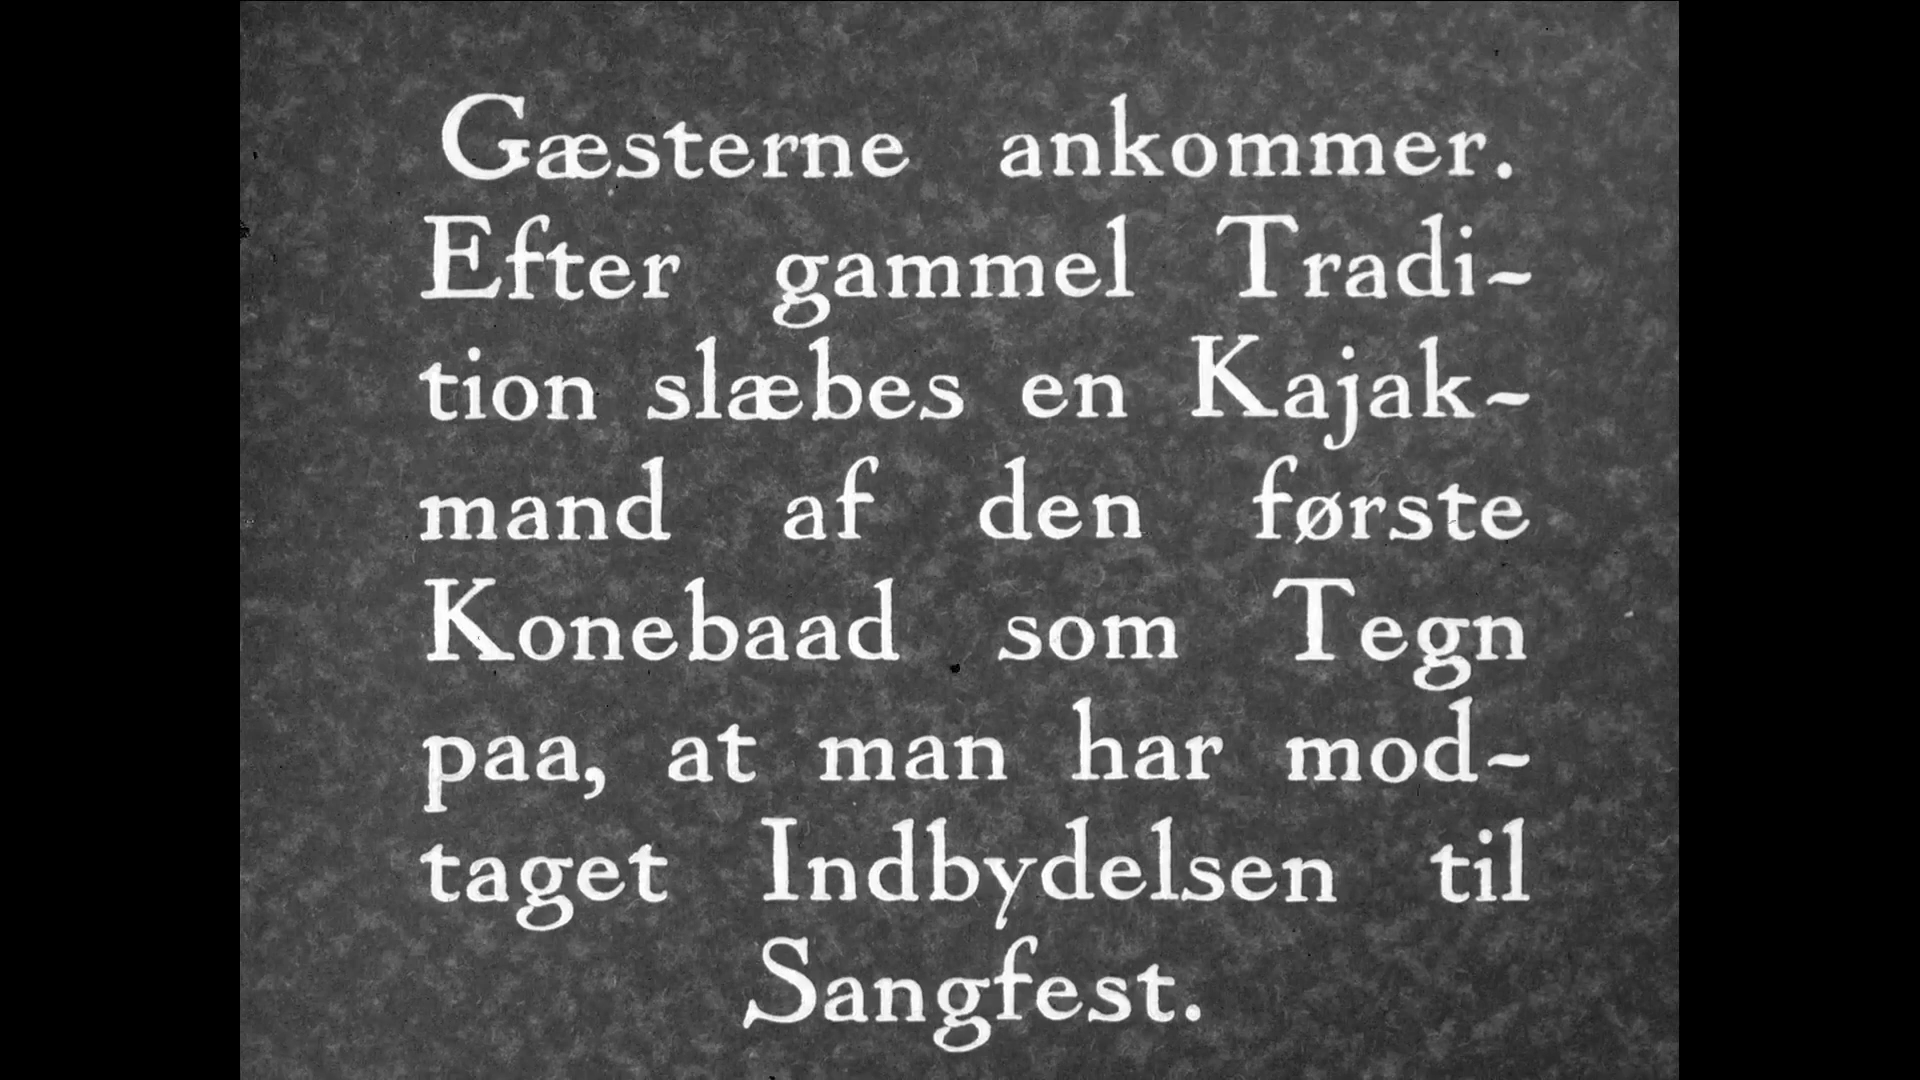 Gæsterne ankommer.
Efter gammel Tradi-
tion slæbes en Kajak-
mand af den første
Konebaad som Tegn
paa, at man har mod-
taget Indbydelsen til
Sangfest.